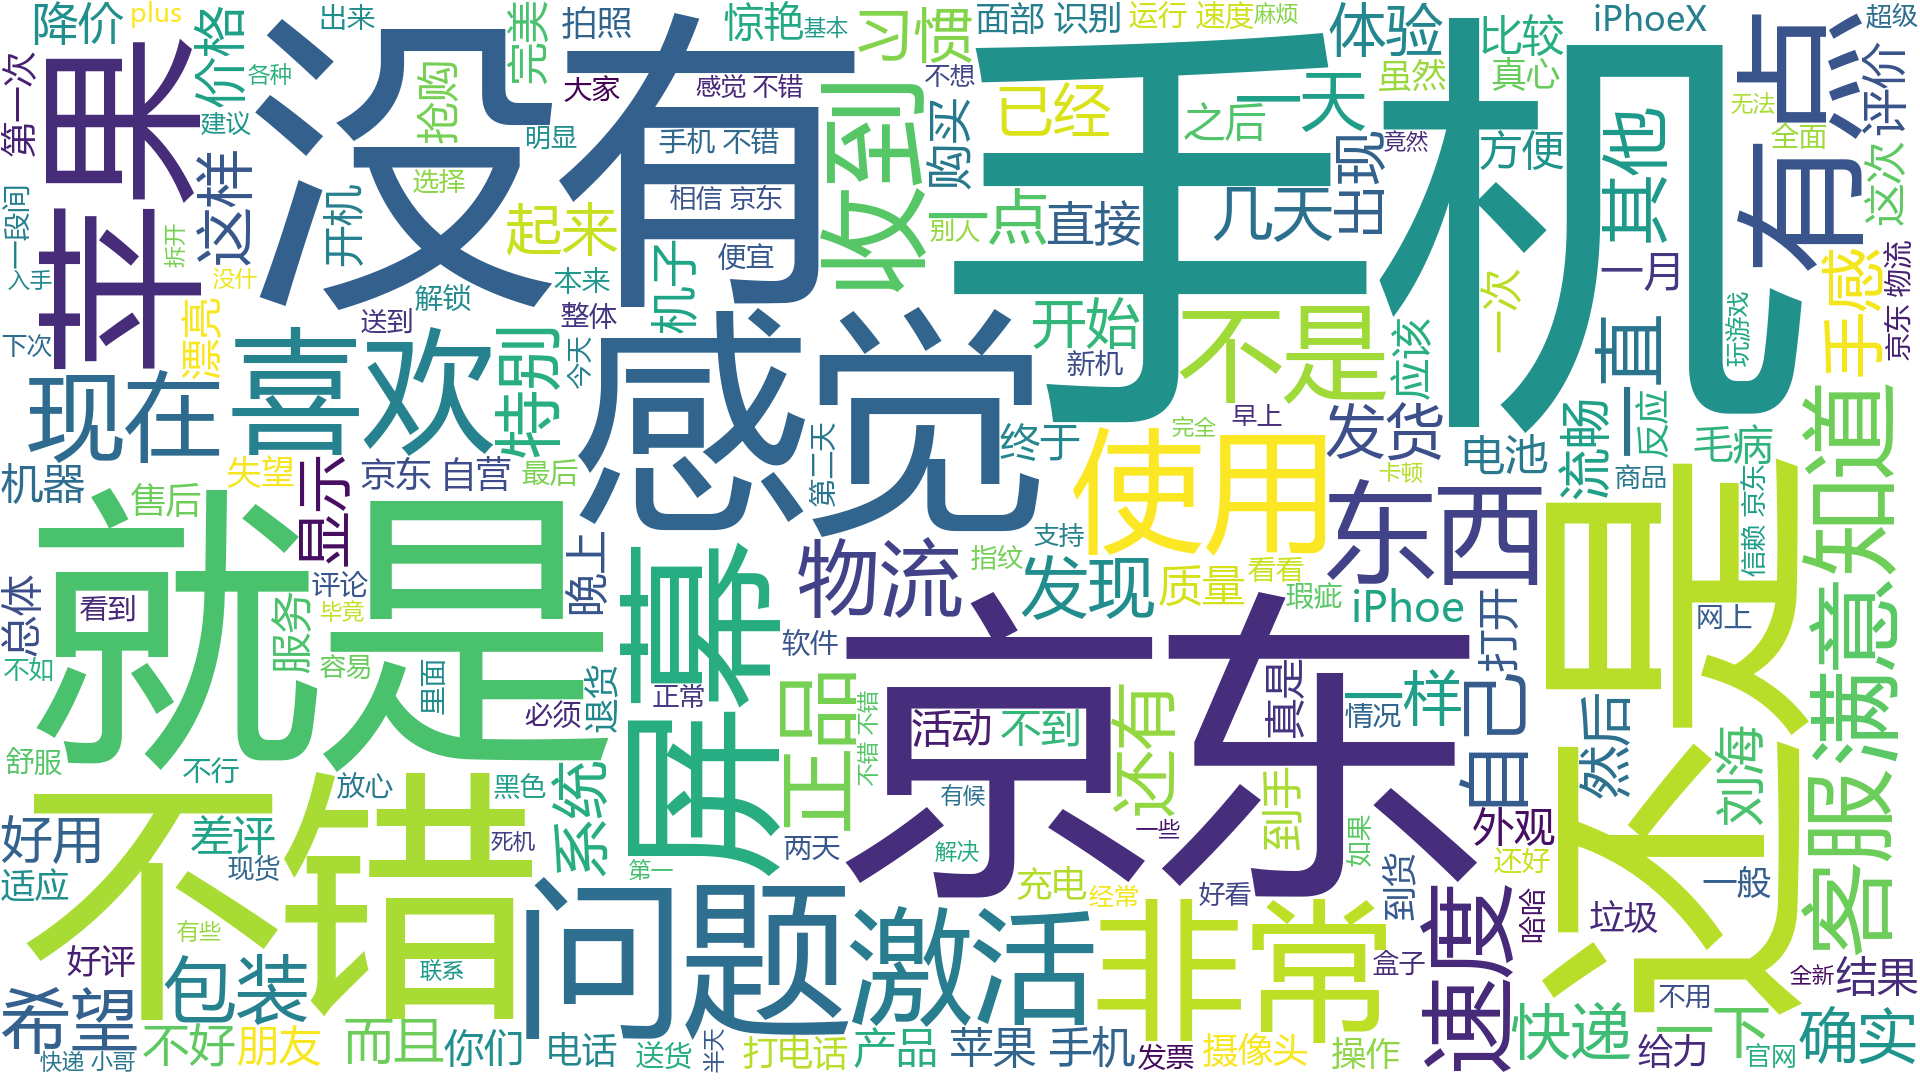 降价
plus
价格
出来
没有
完美
拍照
惊艳
基本
习惯
面部 识别
运行 速度
麻烦
体验
比较
iPhoeX
超级
第一次
苹果
各种
抢购
大家
感觉 不错
不想
手机
虽然
真心
有点
评价
无法
建议
明显
手机 不错
收到
购买
已经
之后
一天
竟然
方便
其他
全面
这样
开机
选择
相信 京东
别人
一点
直接
几天
出现
这次
一段间
拆开
起来
机子
便宜
一次
一月
手感
京东 物流
入手
没什
漂亮
解锁
本来
送到
整体
开始
不是
应该
一直
玩游戏
下次
喜欢
特别
今天
感觉
新机
现在
第二天
终于
完全
早上
发货
流畅
反应
毛病
知道
机器
失望
显示
京东 自营
最后
使用
卡顿
电池
商品
信赖 京东
售后
就是
支持
东西
还是
总体
看到
评论
毕竟
服务
晚上
屏幕
物流
指纹
发现
质量
看看
瑕疵
iPhoe
打开
网上
满意
不如
容易
里面
退货
软件
京东
正常
正品
不错 不错
舒服
必须
活动
不到
还有
真是
情况
一样
自己
然后
刘海
不行
放心
黑色
系统
有候
到手
如果
好用
差评
不错
现货
死机
两天
解决
一些
外观
还好
没
客服
适应
第一
充电
经常
好看
到货
一般
有些
问题
激活
非常
速度
哈哈
垃圾
好评
包装
联系
盒子
全新
结果
希望
不用
快递 小哥
不好
朋友
而且
你们
电话
送货
半天
打电话
产品
苹果 手机
发票
摄像头
操作
快递
给力
一下
官网
确实